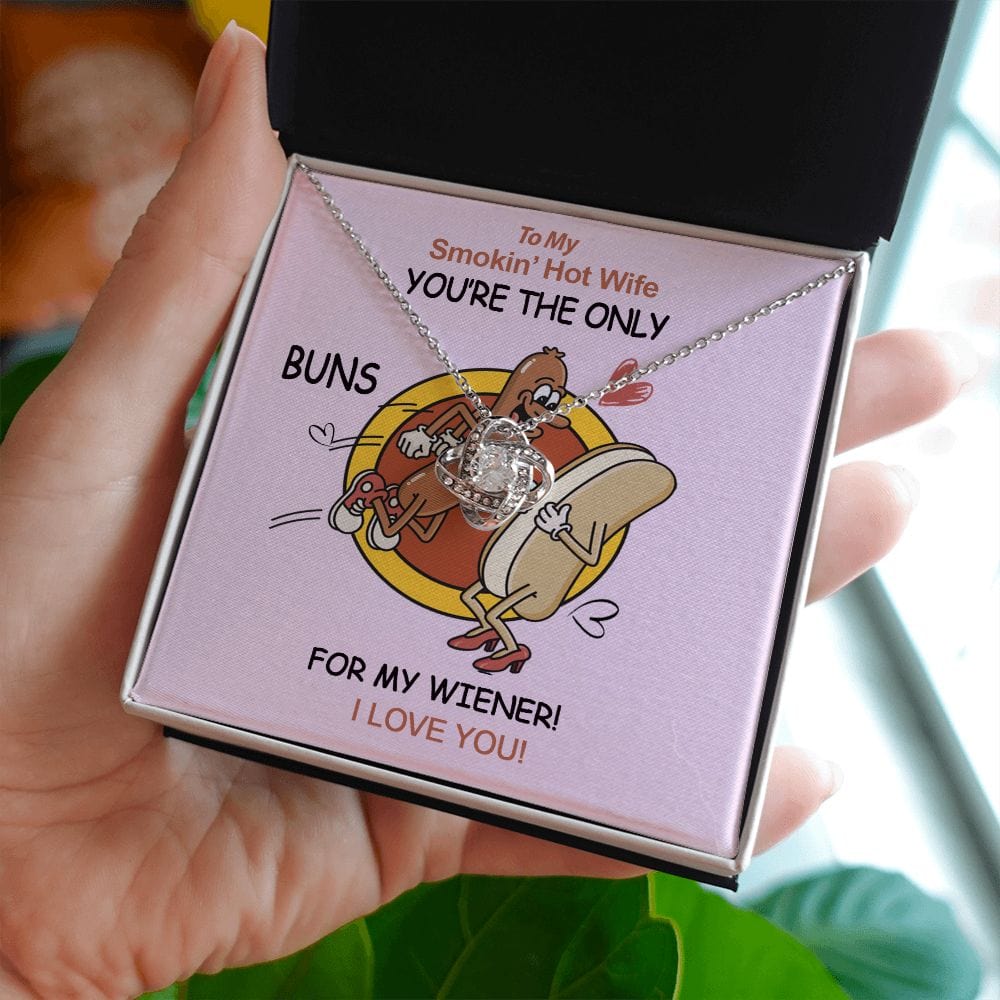 To My
Smokin' Hot Wife
YOU'RE THE ONLY
BUNS
FOR MY WIENER!
I LOVE YOU!